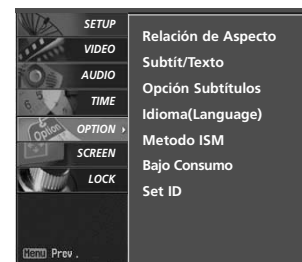 SETUP
VIDEO
AUDIO
TIME
OPTION
SCREEN
LOCK
Menu Prev.
Relación de Aspecto
Subtít/Texto
Opción Subtítulos
Idioma(Language)
Metodo ISM
Bajo Consumo
Set ID